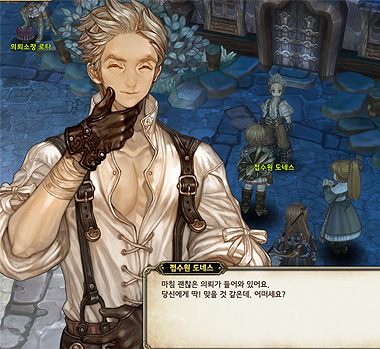 의뢰소장 로타
접수원 도네스
접수원 도네스
마침 괜찮은 의뢰가 들어와 있어요.
당신에게 딱! 맞을 것 같은데, 어떠세요?